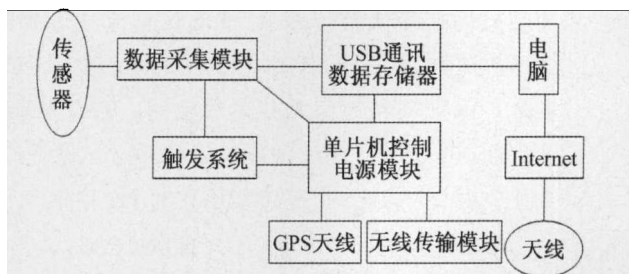 传感器
数据采集模块
USB通讯
数据存储器
电脑
触发系统
单片机控制
电源模块
Internet
GPS天线
无线传输模块
天线